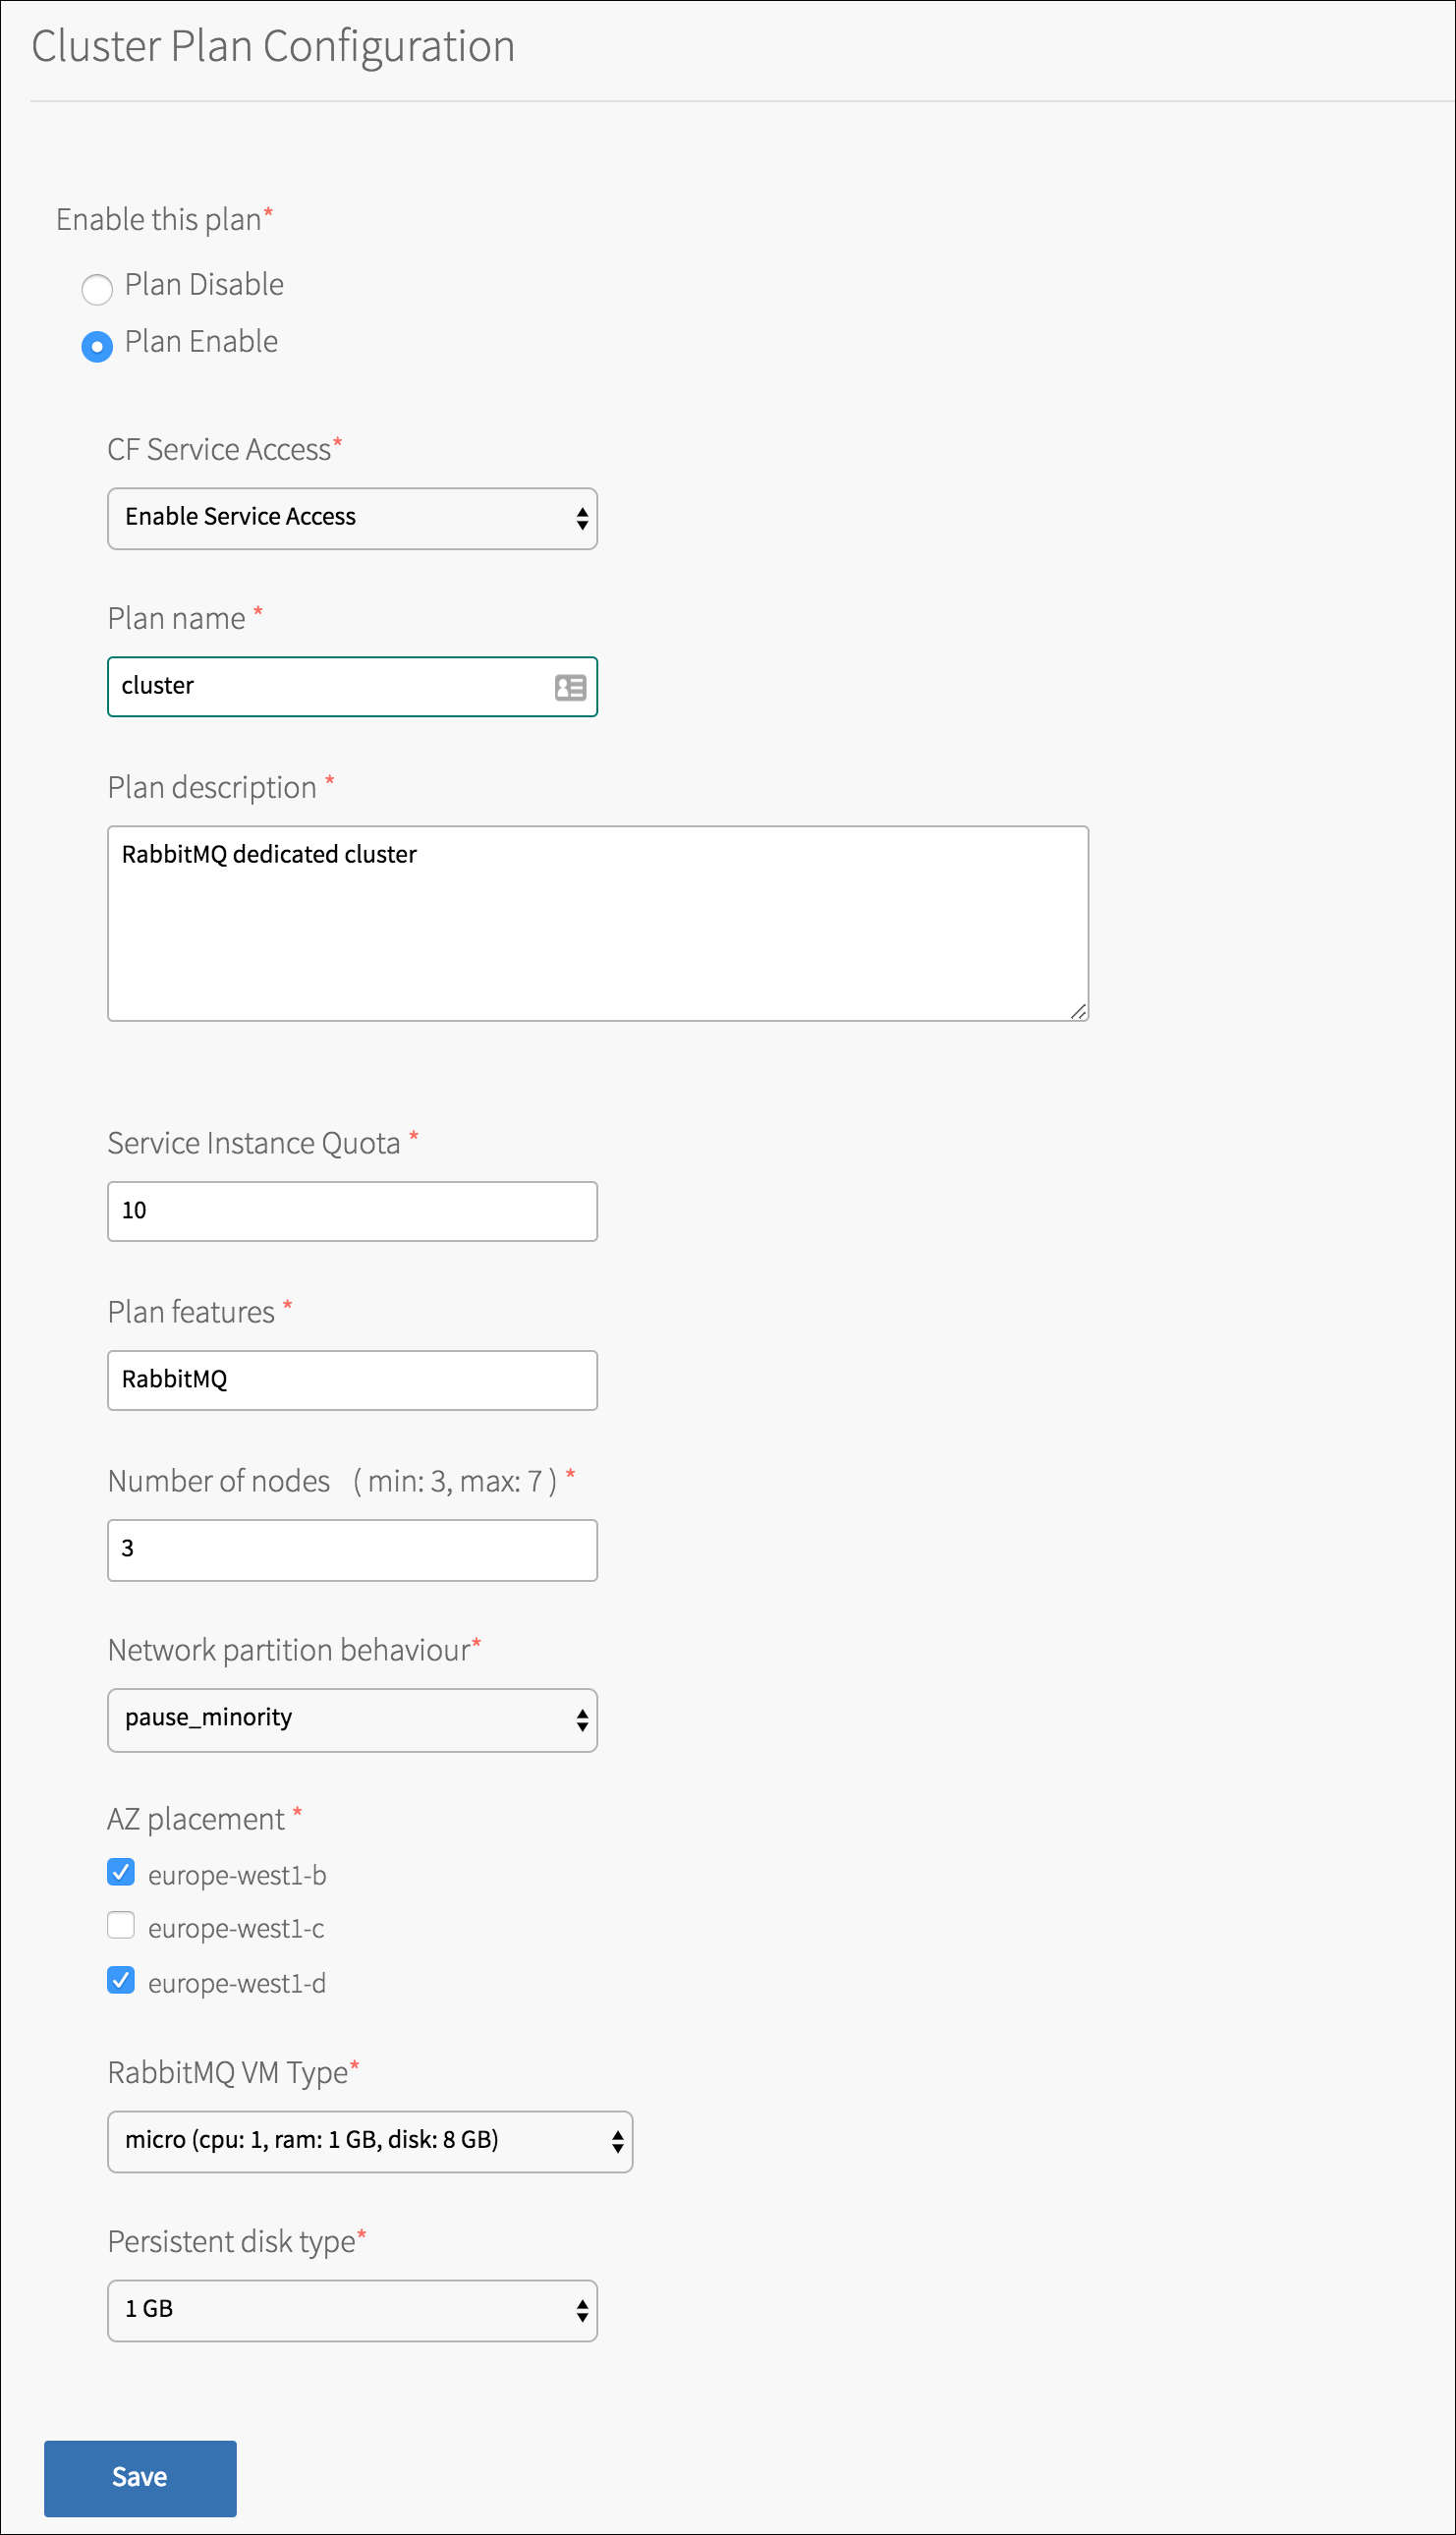 Cluster Plan Configuration
Enable this plan*
Plan Disable
Plan Enable
CF Service Access*
Enable Service Access
Plan name *
cluster
Plan description *
RabbitMQ dedicated cluster
Service Instance Quota *
10
Plan features *
RabbitMQ
Number of nodes ( min: 3, max: 7 ) *
3
Network partition behaviour*
pause_minority
AZ placement *
europe-west1-b
europe-west1-c
europe-west1-d
RabbitMQ VM Type*
micro (cpu: 1, ram: 1 GB, disk: 8 GB)
Persistent disk type*
1 GB
Save